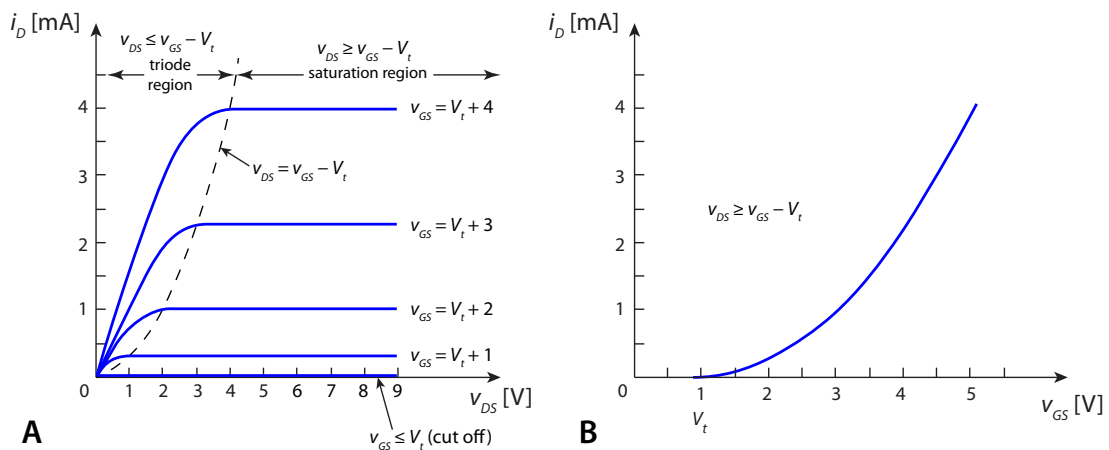 i_D [mA]
v_DS ≤ v_GS − V_t
triode
region
v_DS ≥ v_GS − V_t
saturation region
4
v_GS = V_t + 4
v_DS = v_GS − V_t
3
v_GS = V_t + 3
2
v_GS = V_t + 2
1
v_GS = V_t + 1
0 1 2 3 4 5 6 7 8 9
v_DS [V]
v_GS ≤ V_t (cut off)
A
i_D [mA]
4
3
v_DS ≥ v_GS − V_t
2
1
0
0 1 2 3 4 5
V_t
v_GS [V]
B